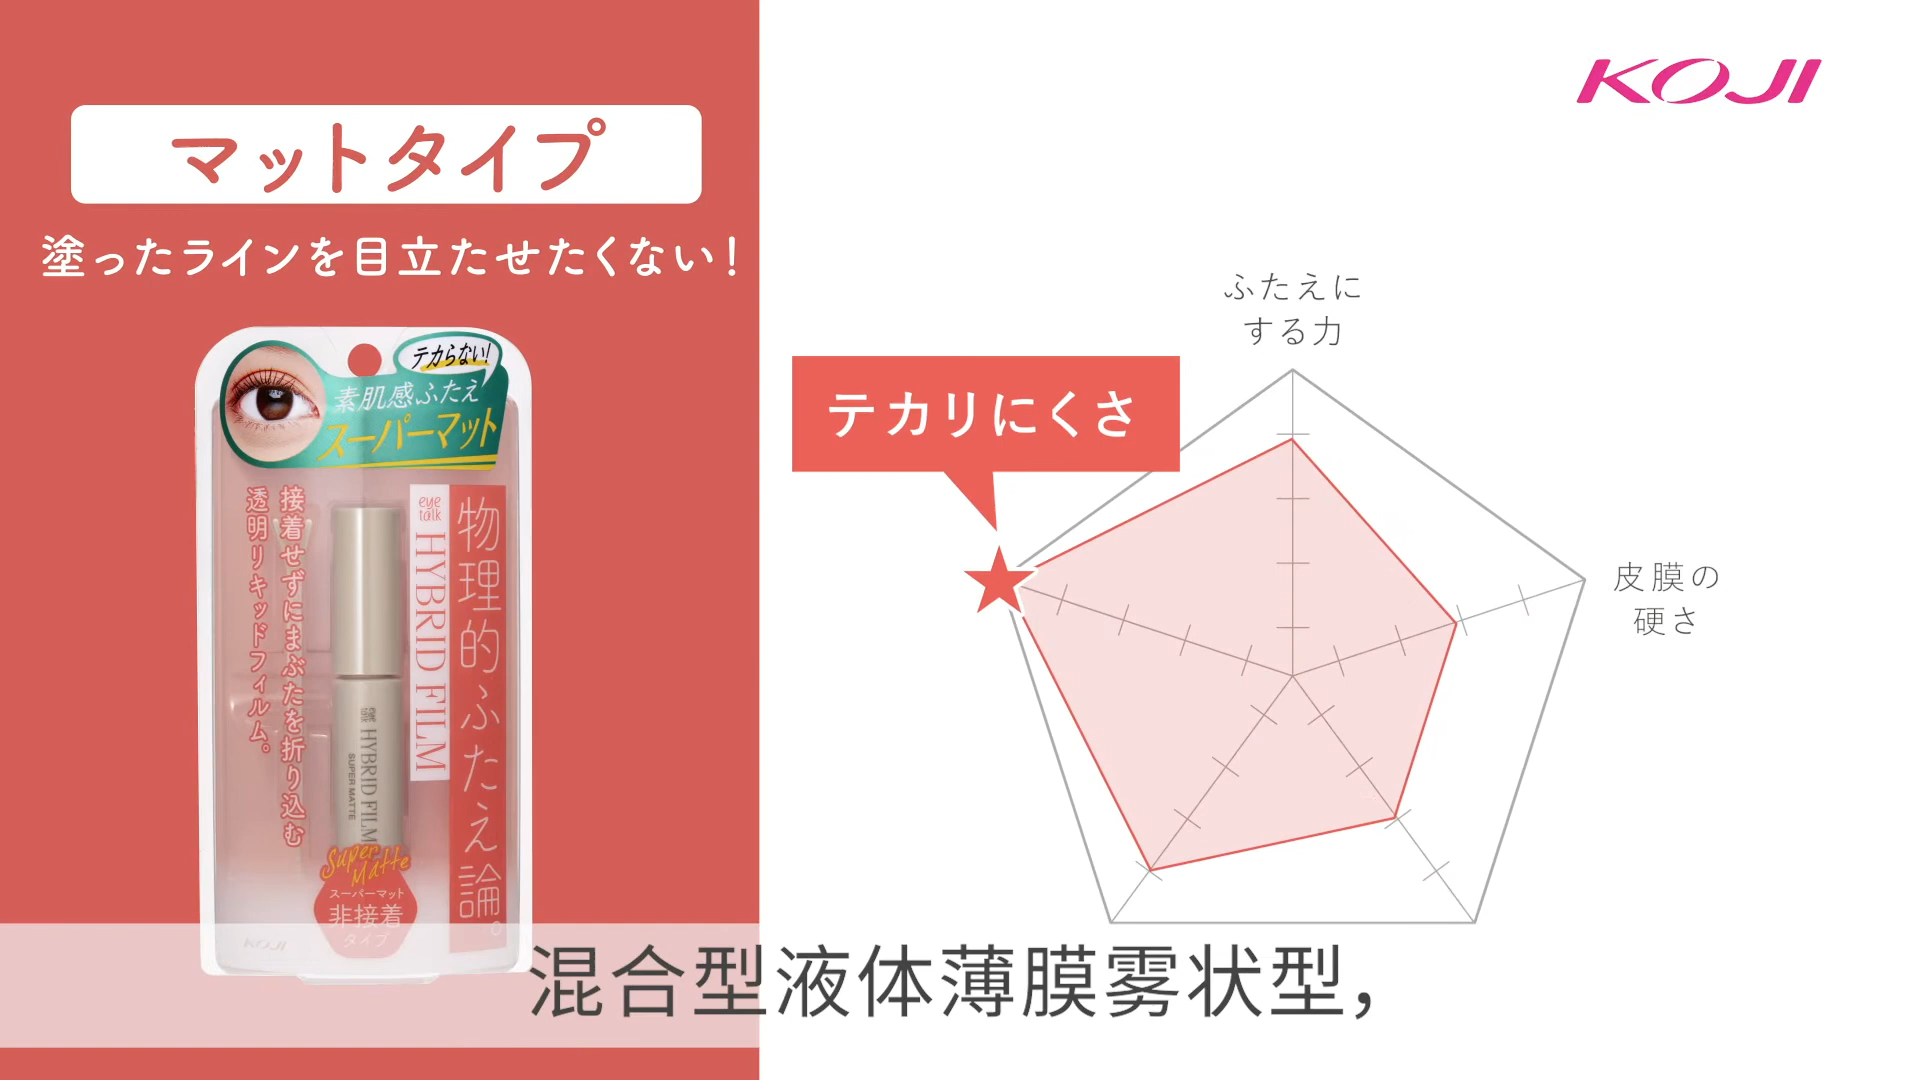 マットタイプ
塗ったラインを目立たせたくない！
テカらない！
素肌感ふたえ
スーパーマット
接着せずにまぶたを折り込む
透明リキッドフィルム。
eye
talk
HYBRID FILM
物理的ふたえ論。
eye
talk
HYBRID FILM
SUPER MATTE
Super
Matte
スーパーマット
非接着
タイプ
KOJI
KOJI
ふたえに
する力
テカリにくさ
皮膜の
硬さ
混合型液体薄膜雾状型，